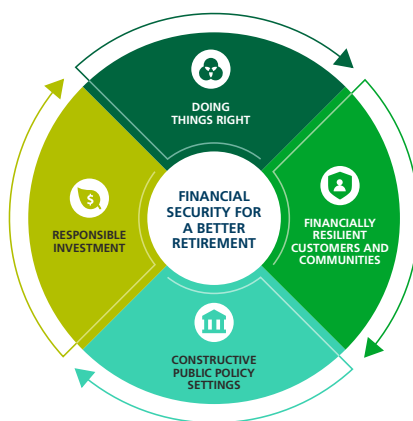 DOING
THINGS RIGHT
FINANCIALLY
RESILIENT
CUSTOMERS AND
COMMUNITIES
CONSTRUCTIVE
PUBLIC POLICY
SETTINGS
$
RESPONSIBLE
INVESTMENT
FINANCIAL
SECURITY FOR
A BETTER
RETIREMENT